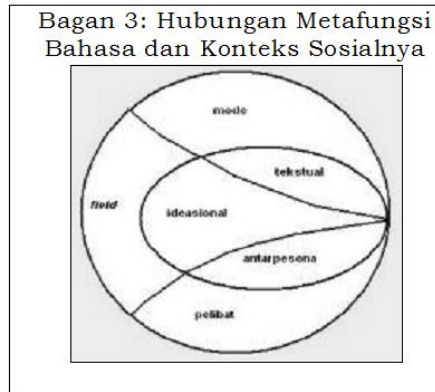 Bagan 3: Hubungan Metafungsi
Bahasa dan Konteks Sosialnya
mode
tekstual
field
ideasional
antarpesona
pelibat